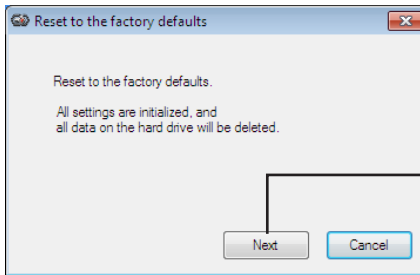 Reset to the factory defaults
Reset to the factory defaults.
All settings are initialized, and
all data on the hard drive will be deleted.
Next
Cancel